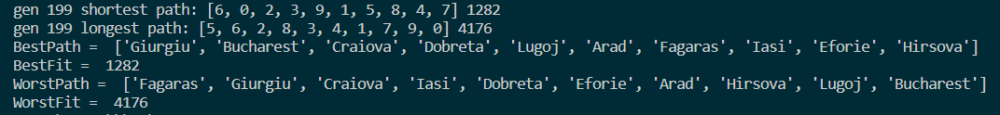 gen 199 shortest path: [6, 0, 2, 3, 9, 1, 5, 8, 4, 7] 1282
gen 199 longest path: [5, 6, 2, 8, 3, 4, 1, 7, 9, 0] 4176
BestPath =  ['Giurgiu', 'Bucharest', 'Craiova', 'Dobreta', 'Lugoj', 'Arad', 'Fagaras', 'Iasi', 'Eforie', 'Hirsova']
BestFit =  1282
WorstPath =  ['Fagaras', 'Giurgiu', 'Craiova', 'Iasi', 'Dobreta', 'Eforie', 'Arad', 'Hirsova', 'Lugoj', 'Bucharest']
WorstFit =  4176